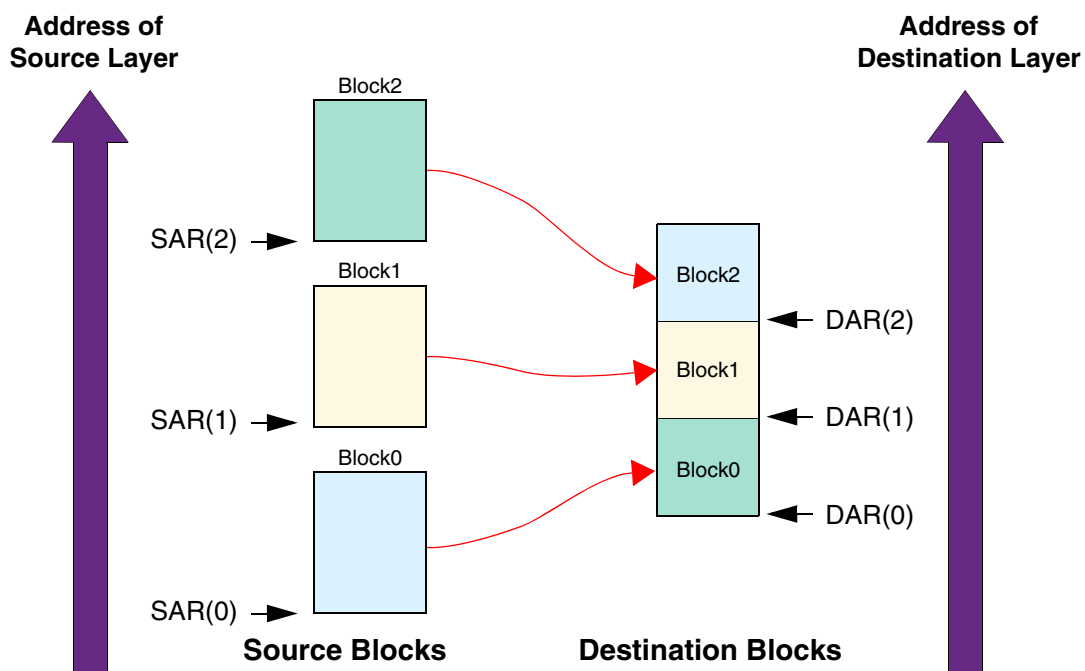 Address of
Source Layer
Address of
Destination Layer
Block2
SAR(2)
Block1
SAR(1)
Block0
SAR(0)
Block2
DAR(2)
Block1
DAR(1)
Block0
DAR(0)
Source Blocks
Destination Blocks